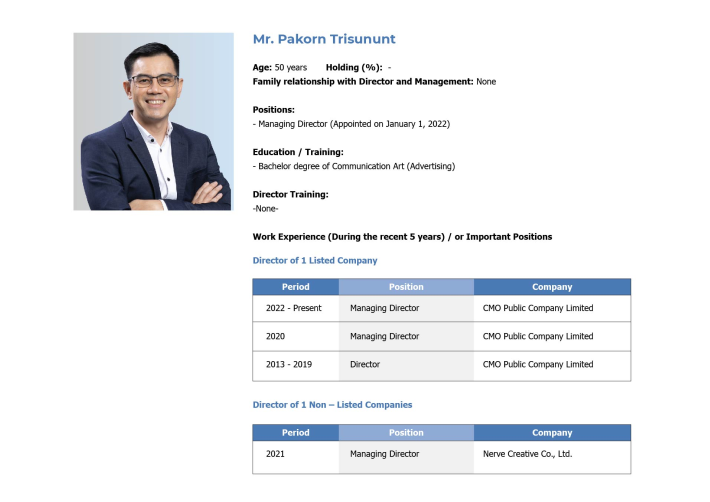 Mr. Pakorn Trisununt
Age: 50 years Holding (%): -
Family relationship with Director and Management: None
Positions:
- Managing Director (Appointed on January 1, 2022)
Education / Training:
- Bachelor degree of Communication Art (Advertising)
Director Training:
-None-
Work Experience (During the recent 5 years) / or Important Positions
Director of 1 Listed Company
Period Position Company
2022 - Present Managing Director CMO Public Company Limited
2020 Managing Director CMO Public Company Limited
2013 - 2019 Director CMO Public Company Limited
Director of 1 Non – Listed Companies
Period Position Company
2021 Managing Director Nerve Creative Co., Ltd.